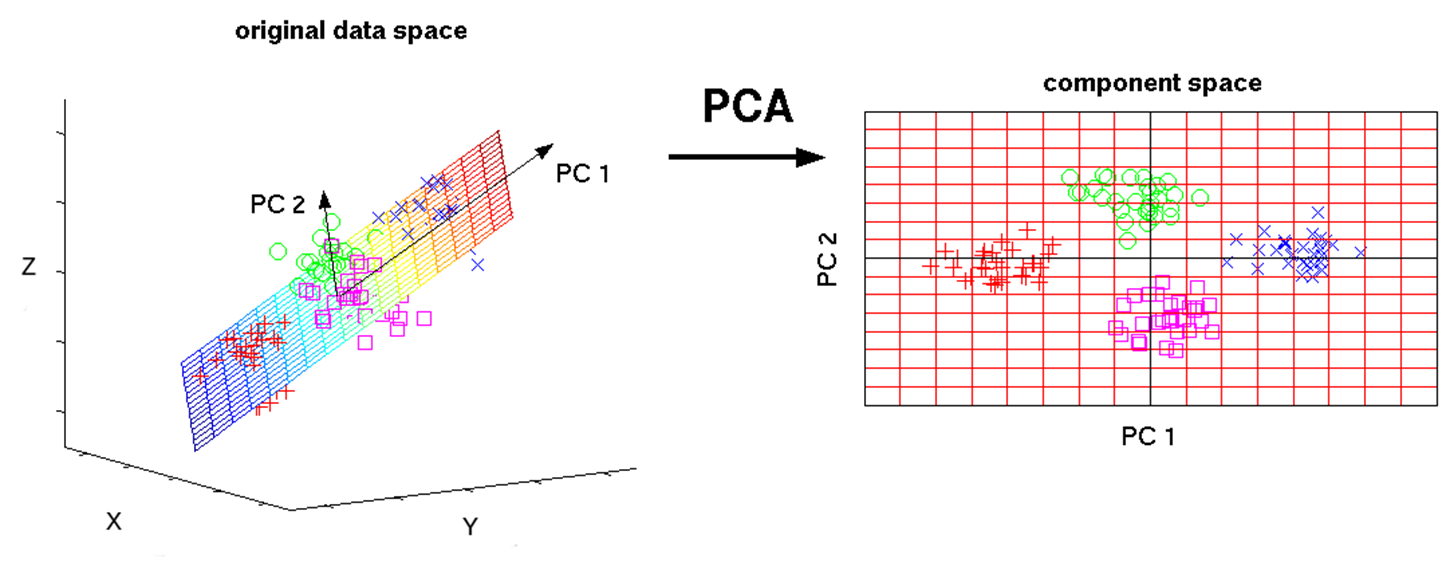 original data space
PC 1
PC 2
Z
X
Y
PCA
component space
PC 2
PC 1